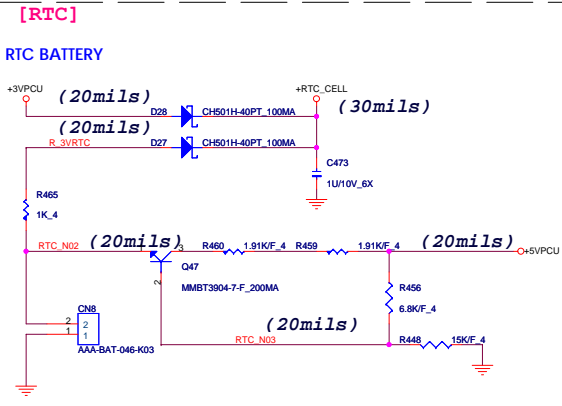 [RTC]
RTC BATTERY
+3VPCU
(20mils)
D28
CH501H-40PT_100MA
+RTC_CELL
(30mils)
(20mils)
R_3VRTC
D27
CH501H-40PT_100MA
C473
1U/10V_6X
R465
1K_4
RTC_N02
(20mils)
1
3
R460
1.91K/F_4
R459
1.91K/F_4
(20mils)
+5VPCU
Q47
MMBT3904-7-F_200MA
2
R456
6.8K/F_4
CN8
2
2
1
1
AAA-BAT-046-K03
(20mils)
RTC_N03
R448
15K/F_4